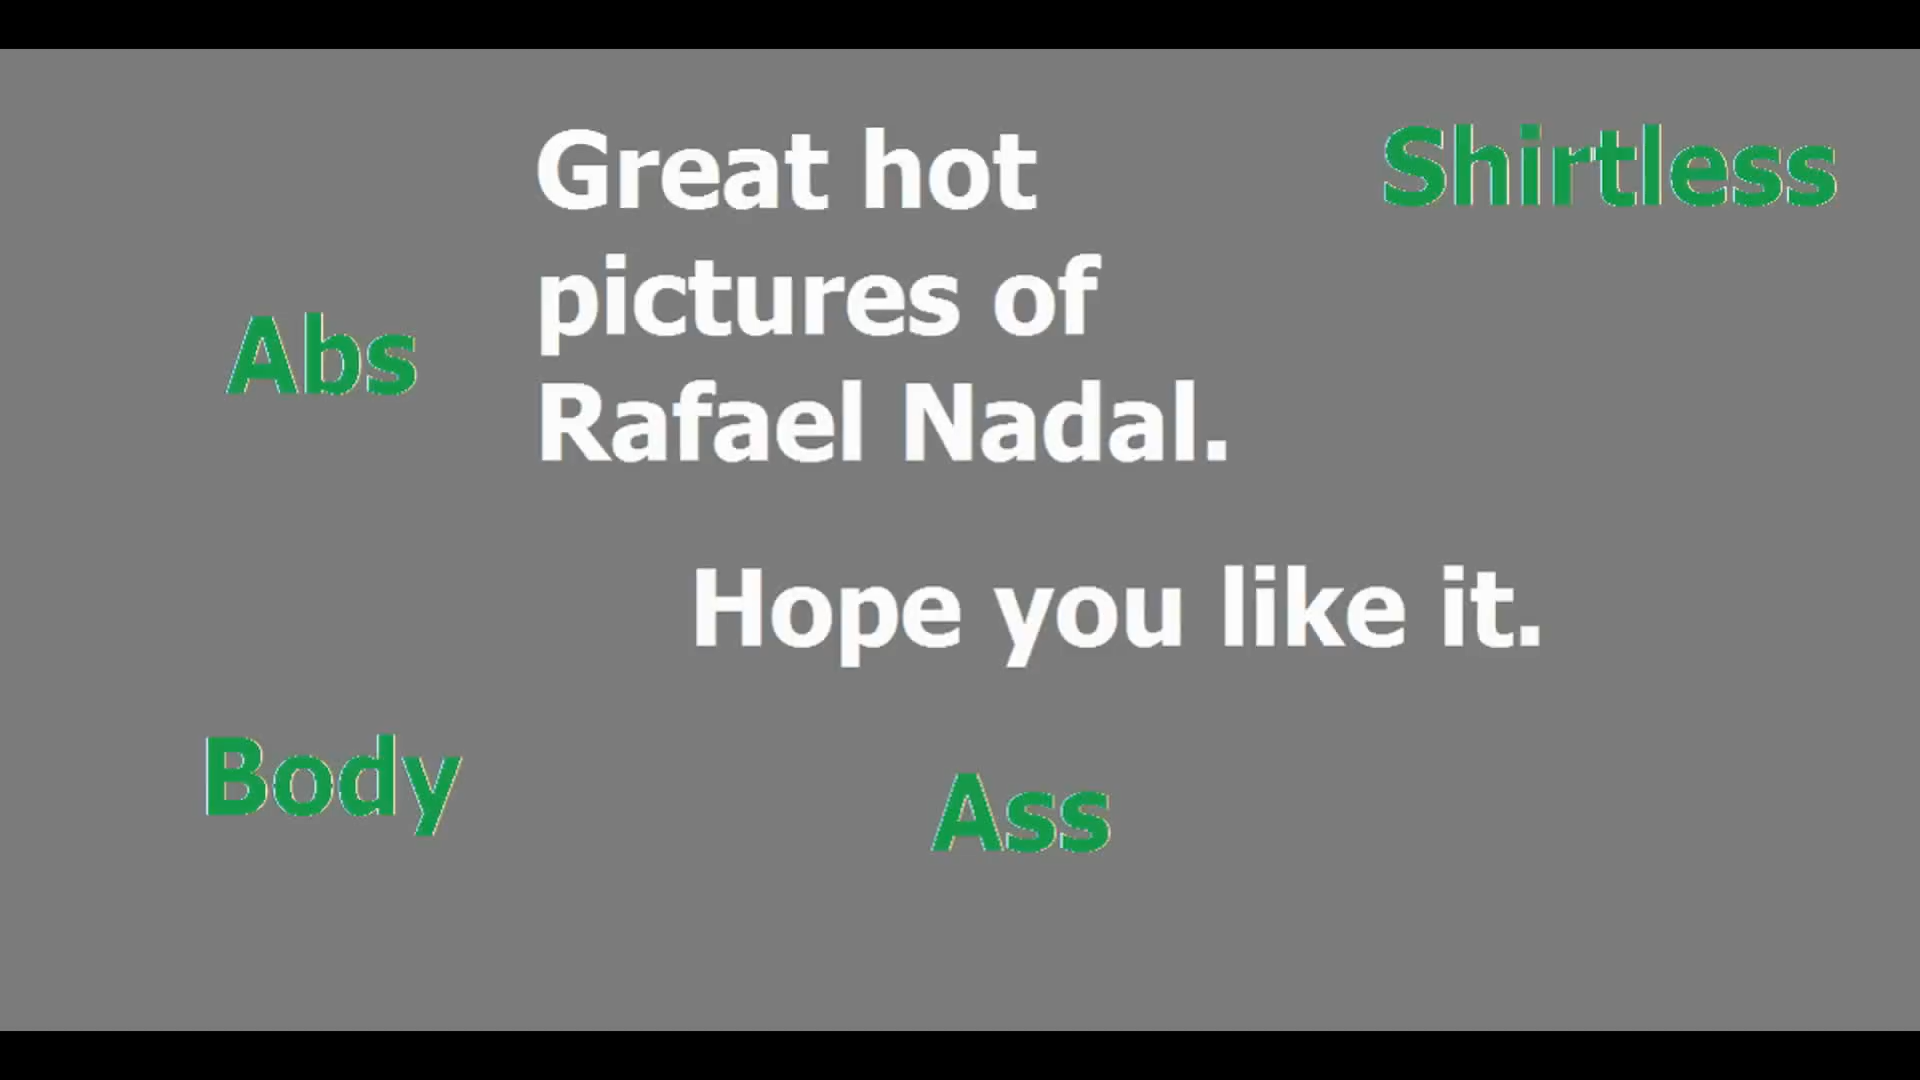 Great hot
Shirtless
pictures of
Abs
Rafael Nadal.
Hope you like it.
Body
Ass